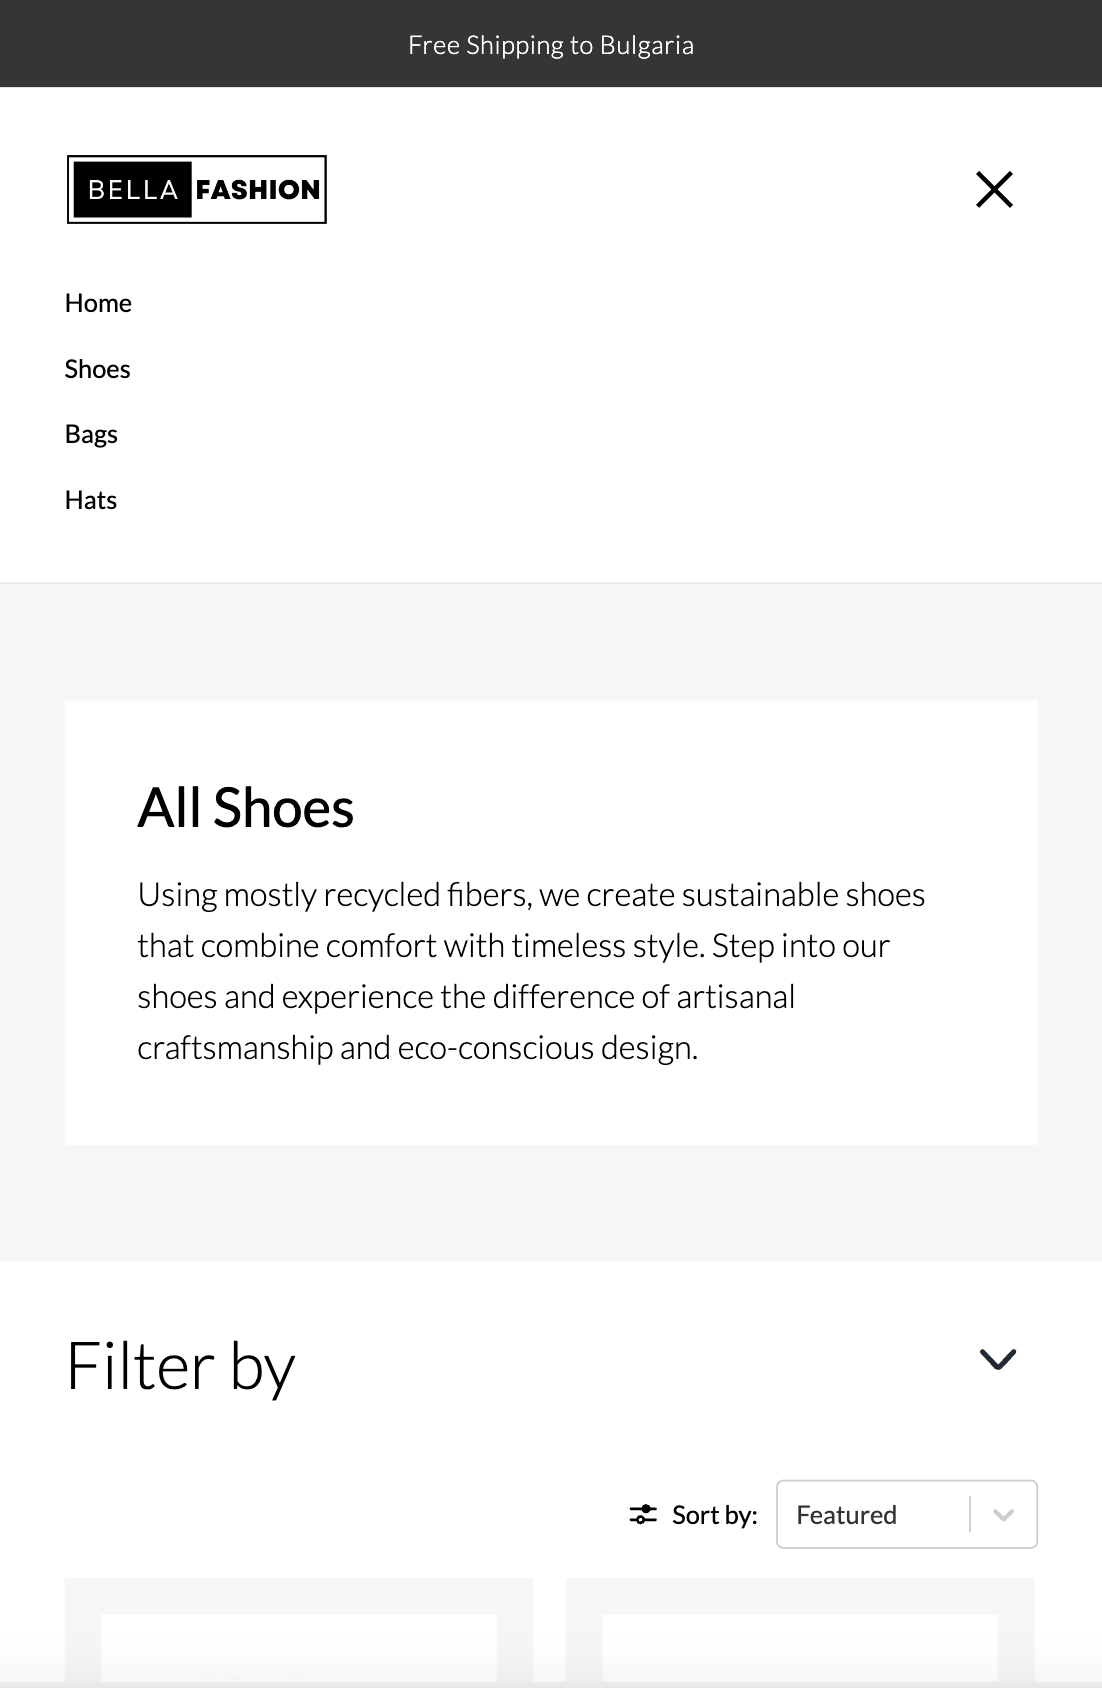 Free Shipping to Bulgaria
BELLA FASHION
Home
Shoes
Bags
Hats
All Shoes
Using mostly recycled fibers, we create sustainable shoes
that combine comfort with timeless style. Step into our
shoes and experience the difference of artisanal
craftsmanship and eco-conscious design.
Filter by
Sort by: Featured